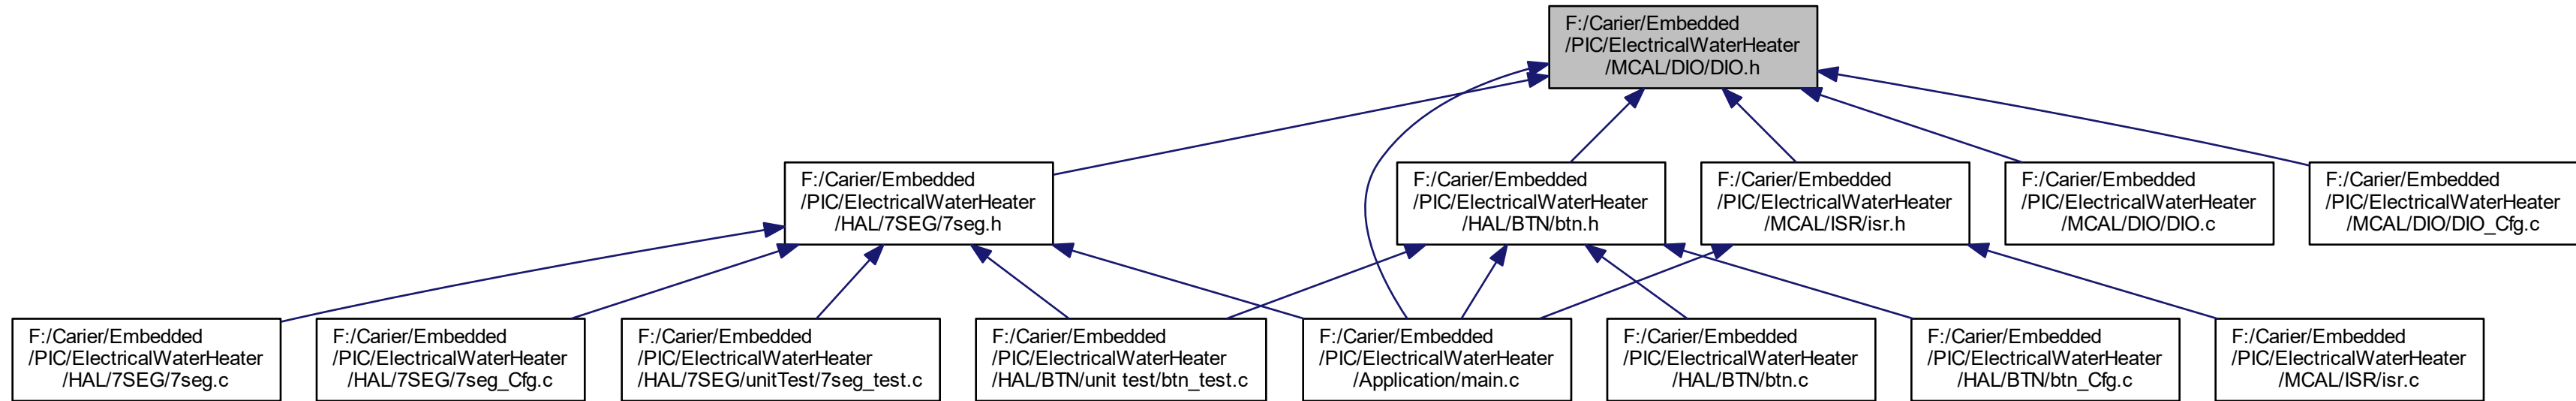 F:/Carier/Embedded
/PIC/ElectricalWaterHeater
/MCAL/DIO/DIO.h
F:/Carier/Embedded
/PIC/ElectricalWaterHeater
/HAL/7SEG/7seg.h
F:/Carier/Embedded
/PIC/ElectricalWaterHeater
/HAL/BTN/btn.h
F:/Carier/Embedded
/PIC/ElectricalWaterHeater
/MCAL/ISR/isr.h
F:/Carier/Embedded
/PIC/ElectricalWaterHeater
/MCAL/DIO/DIO.c
F:/Carier/Embedded
/PIC/ElectricalWaterHeater
/MCAL/DIO/DIO_Cfg.c
F:/Carier/Embedded
/PIC/ElectricalWaterHeater
/HAL/7SEG/7seg.c
F:/Carier/Embedded
/PIC/ElectricalWaterHeater
/HAL/7SEG/7seg_Cfg.c
F:/Carier/Embedded
/PIC/ElectricalWaterHeater
/HAL/7SEG/unitTest/7seg_test.c
F:/Carier/Embedded
/PIC/ElectricalWaterHeater
/HAL/BTN/unit test/btn_test.c
F:/Carier/Embedded
/PIC/ElectricalWaterHeater
/Application/main.c
F:/Carier/Embedded
/PIC/ElectricalWaterHeater
/HAL/BTN/btn.c
F:/Carier/Embedded
/PIC/ElectricalWaterHeater
/HAL/BTN/btn_Cfg.c
F:/Carier/Embedded
/PIC/ElectricalWaterHeater
/MCAL/ISR/isr.c